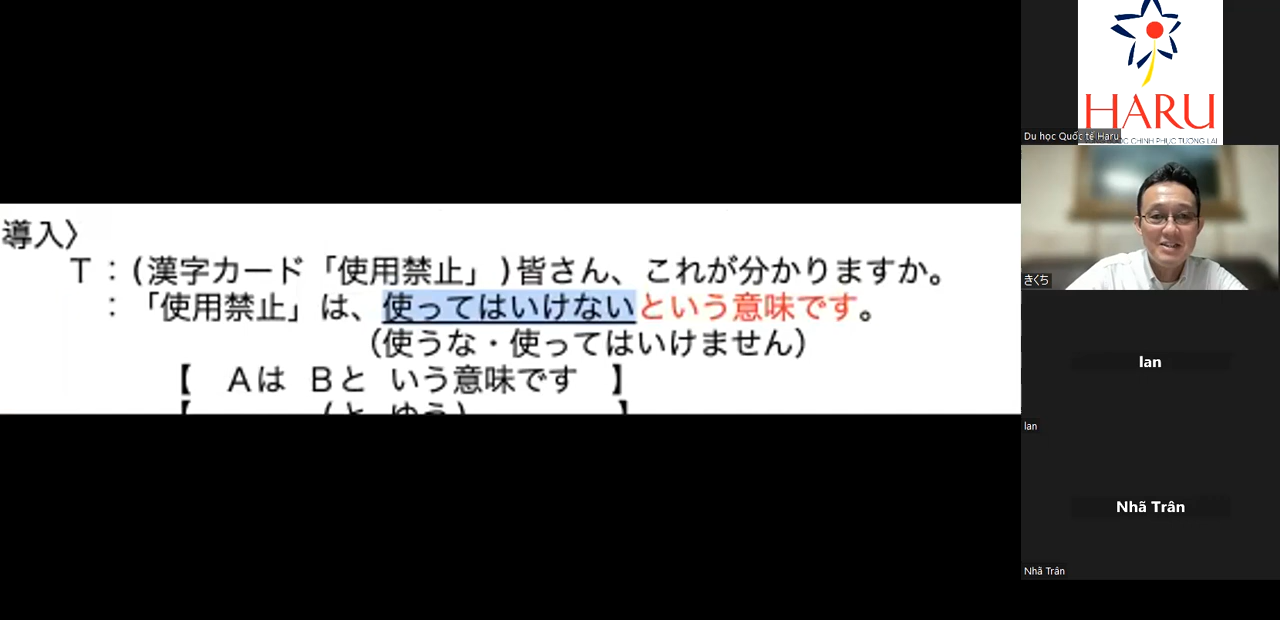 導入〉
T：(漢字カード「使用禁止」)皆さん、これが分かりますか。
：「使用禁止」は、使ってはいけないという意味です。
（使うな・使ってはいけません）
【　Aは　Bと　いう意味です　】
HARU
Du học Quốc tế Haru
CHINH PHỤC TƯƠNG LAI
きくち
lan
lan
Nhã Trân
Nhã Trân